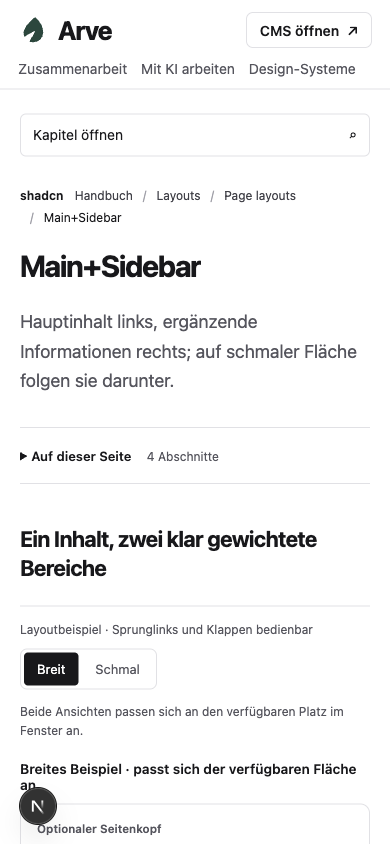 Arve
CMS öffnen ↗
Zusammenarbeit Mit KI arbeiten Design-Systeme
Kapitel öffnen
shadcn Handbuch / Layouts / Page layouts
/ Main+Sidebar
Main+Sidebar
Hauptinhalt links, ergänzende
Informationen rechts; auf schmaler Fläche
folgen sie darunter.
▶ Auf dieser Seite 4 Abschnitte
Ein Inhalt, zwei klar gewichtete
Bereiche
Layoutbeispiel · Sprunglinks und Klappen bedienbar
Breit Schmal
Beide Ansichten passen sich an den verfügbaren Platz im
Fenster an.
Breites Beispiel · passt sich der verfügbaren Fläche
an
N
Optionaler Seitenkopf